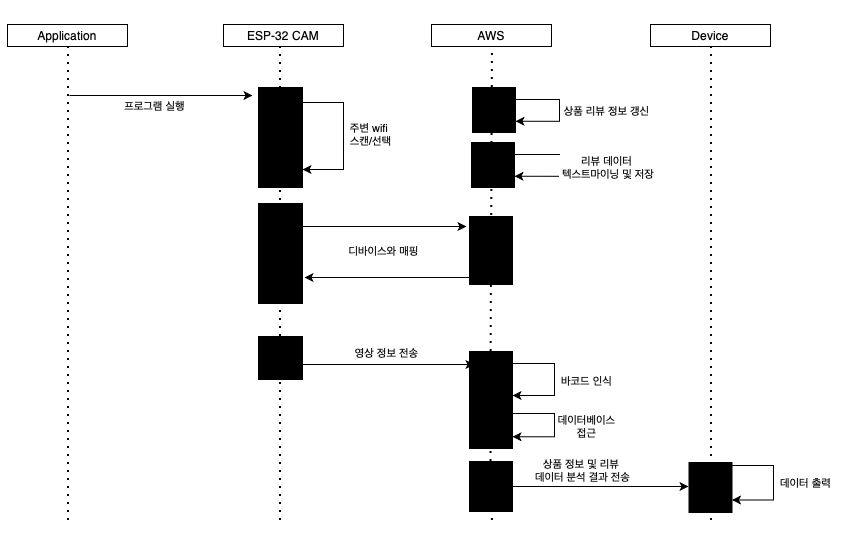 Application
ESP-32 CAM
AWS
Device
프로그램 실행
상품 리뷰 정보 갱신
주변 wifi
스캔/선택
리뷰 데이터
텍스트마이닝 및 저장
디바이스와 매핑
영상 정보 전송
바코드 인식
데이터베이스
접근
상품 정보 및 리뷰
데이터 분석 결과 전송
데이터 출력